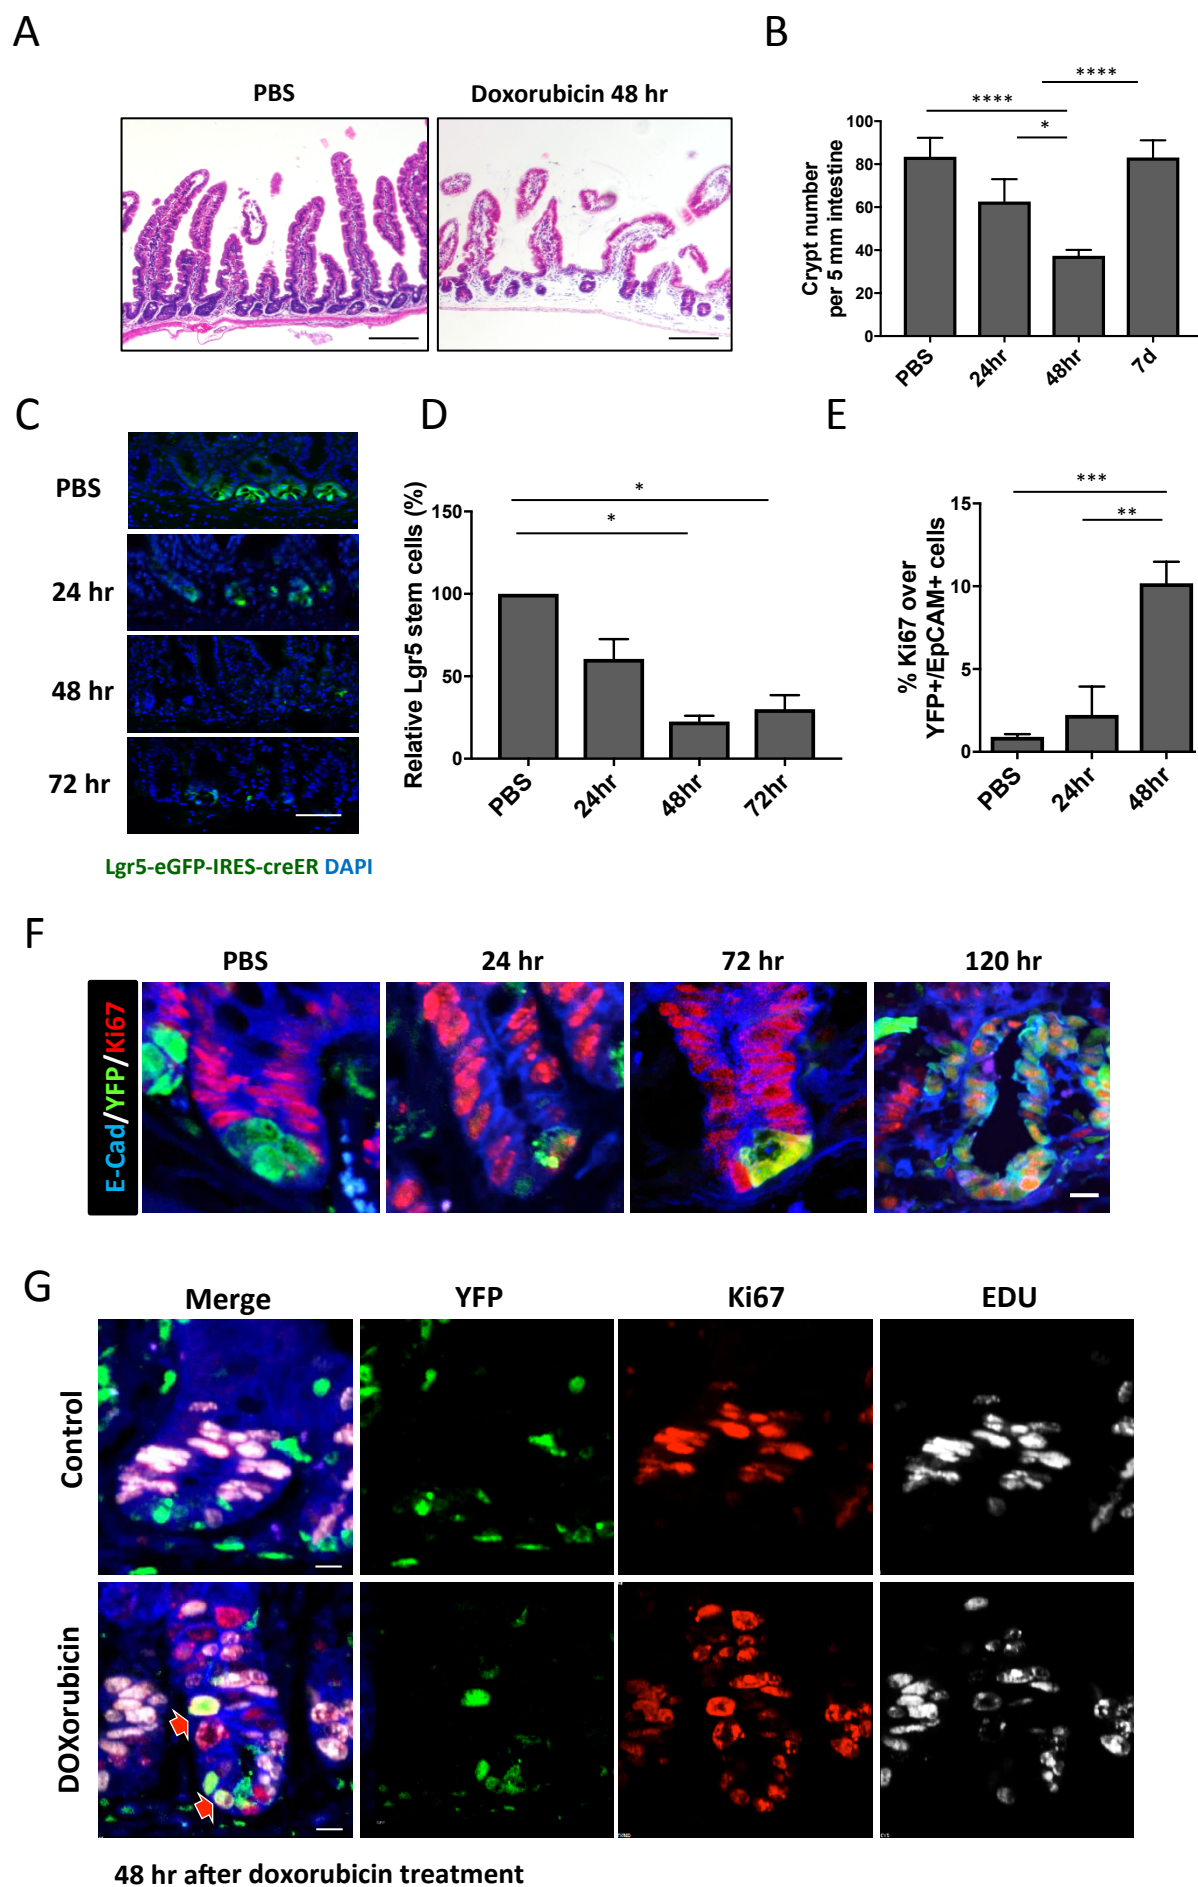 A
PBS
Doxorubicin 48 hr
B
****
****
*
Crypt number
per 5 mm intestine
100
80
60
40
20
0
PBS
24hr
48hr
7d
C
PBS
24 hr
48 hr
72 hr
Lgr5-eGFP-IRES-creER DAPI
D
*
*
Relative Lgr5 stem cells (%)
150
100
50
0
PBS
24hr
48hr
72hr
E
***
**
% Ki67 over
YFP+/EpCAM+ cells
15
10
5
0
PBS
24hr
48hr
F
PBS
24 hr
72 hr
120 hr
E-Cad/YFP/Ki67
G
Merge
YFP
Ki67
EDU
Control
DOXorubicin
48 hr after doxorubicin treatment